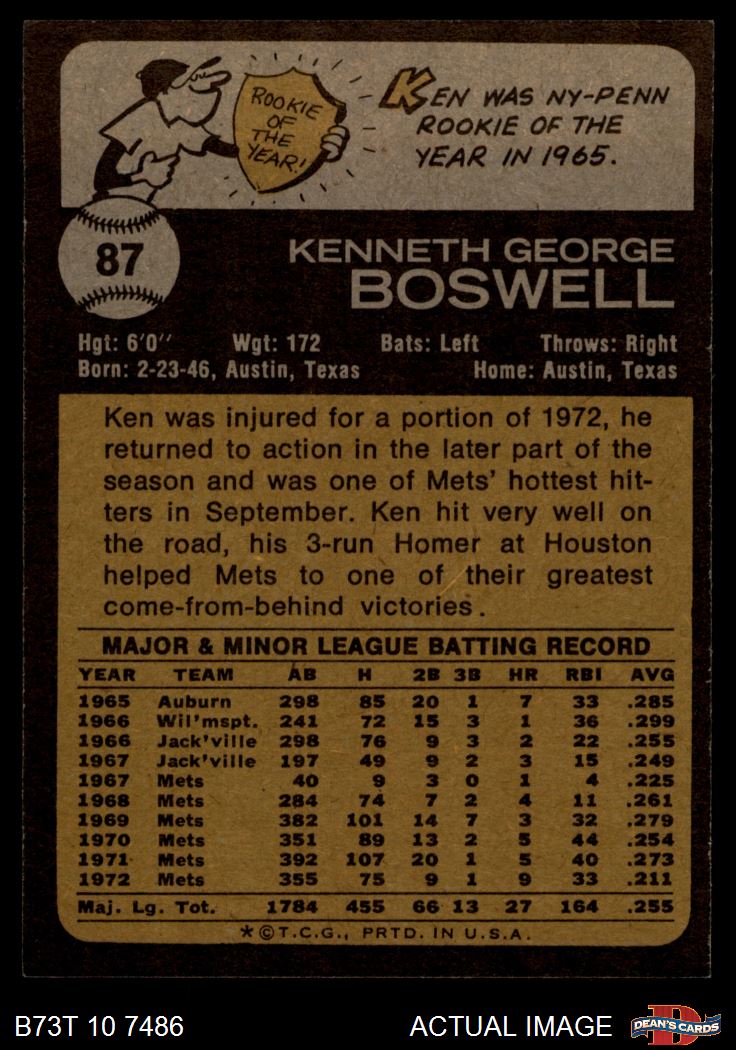 ROOKIE
OF
THE
YEAR!
KEN WAS NY-PENN
ROOKIE OF THE
YEAR IN 1965.
87
KENNETH GEORGE
BOSWELL
Hgt: 6'0" Wgt: 172 Bats: Left Throws: Right
Born: 2-23-46, Austin, Texas Home: Austin, Texas
Ken was injured for a portion of 1972, he
returned to action in the later part of the
season and was one of Mets' hottest hit-
ters in September. Ken hit very well on
the road, his 3-run Homer at Houston
helped Mets to one of their greatest
come-from-behind victories.
MAJOR & MINOR LEAGUE BATTING RECORD
YEAR TEAM AB H 2B 3B HR RBI AVG
1965 Auburn 298 85 20 1 7 33 .285
1966 Wil'mspt. 241 72 15 3 1 36 .299
1966 Jack'ville 298 76 9 3 2 22 .255
1967 Jack'ville 197 49 9 2 3 15 .249
1967 Mets 40 9 3 0 1 4 .225
1968 Mets 284 74 7 2 4 11 .261
1969 Mets 382 101 14 7 3 32 .279
1970 Mets 351 89 13 2 5 44 .254
1971 Mets 392 107 20 1 5 40 .273
1972 Mets 355 75 9 1 9 33 .211
Maj. Lg. Tot. 1784 455 66 13 27 164 .255
*©T.C.G., PRTD. IN U.S.A.
B73T 10 7486 ACTUAL IMAGE DEAN'S CARDS